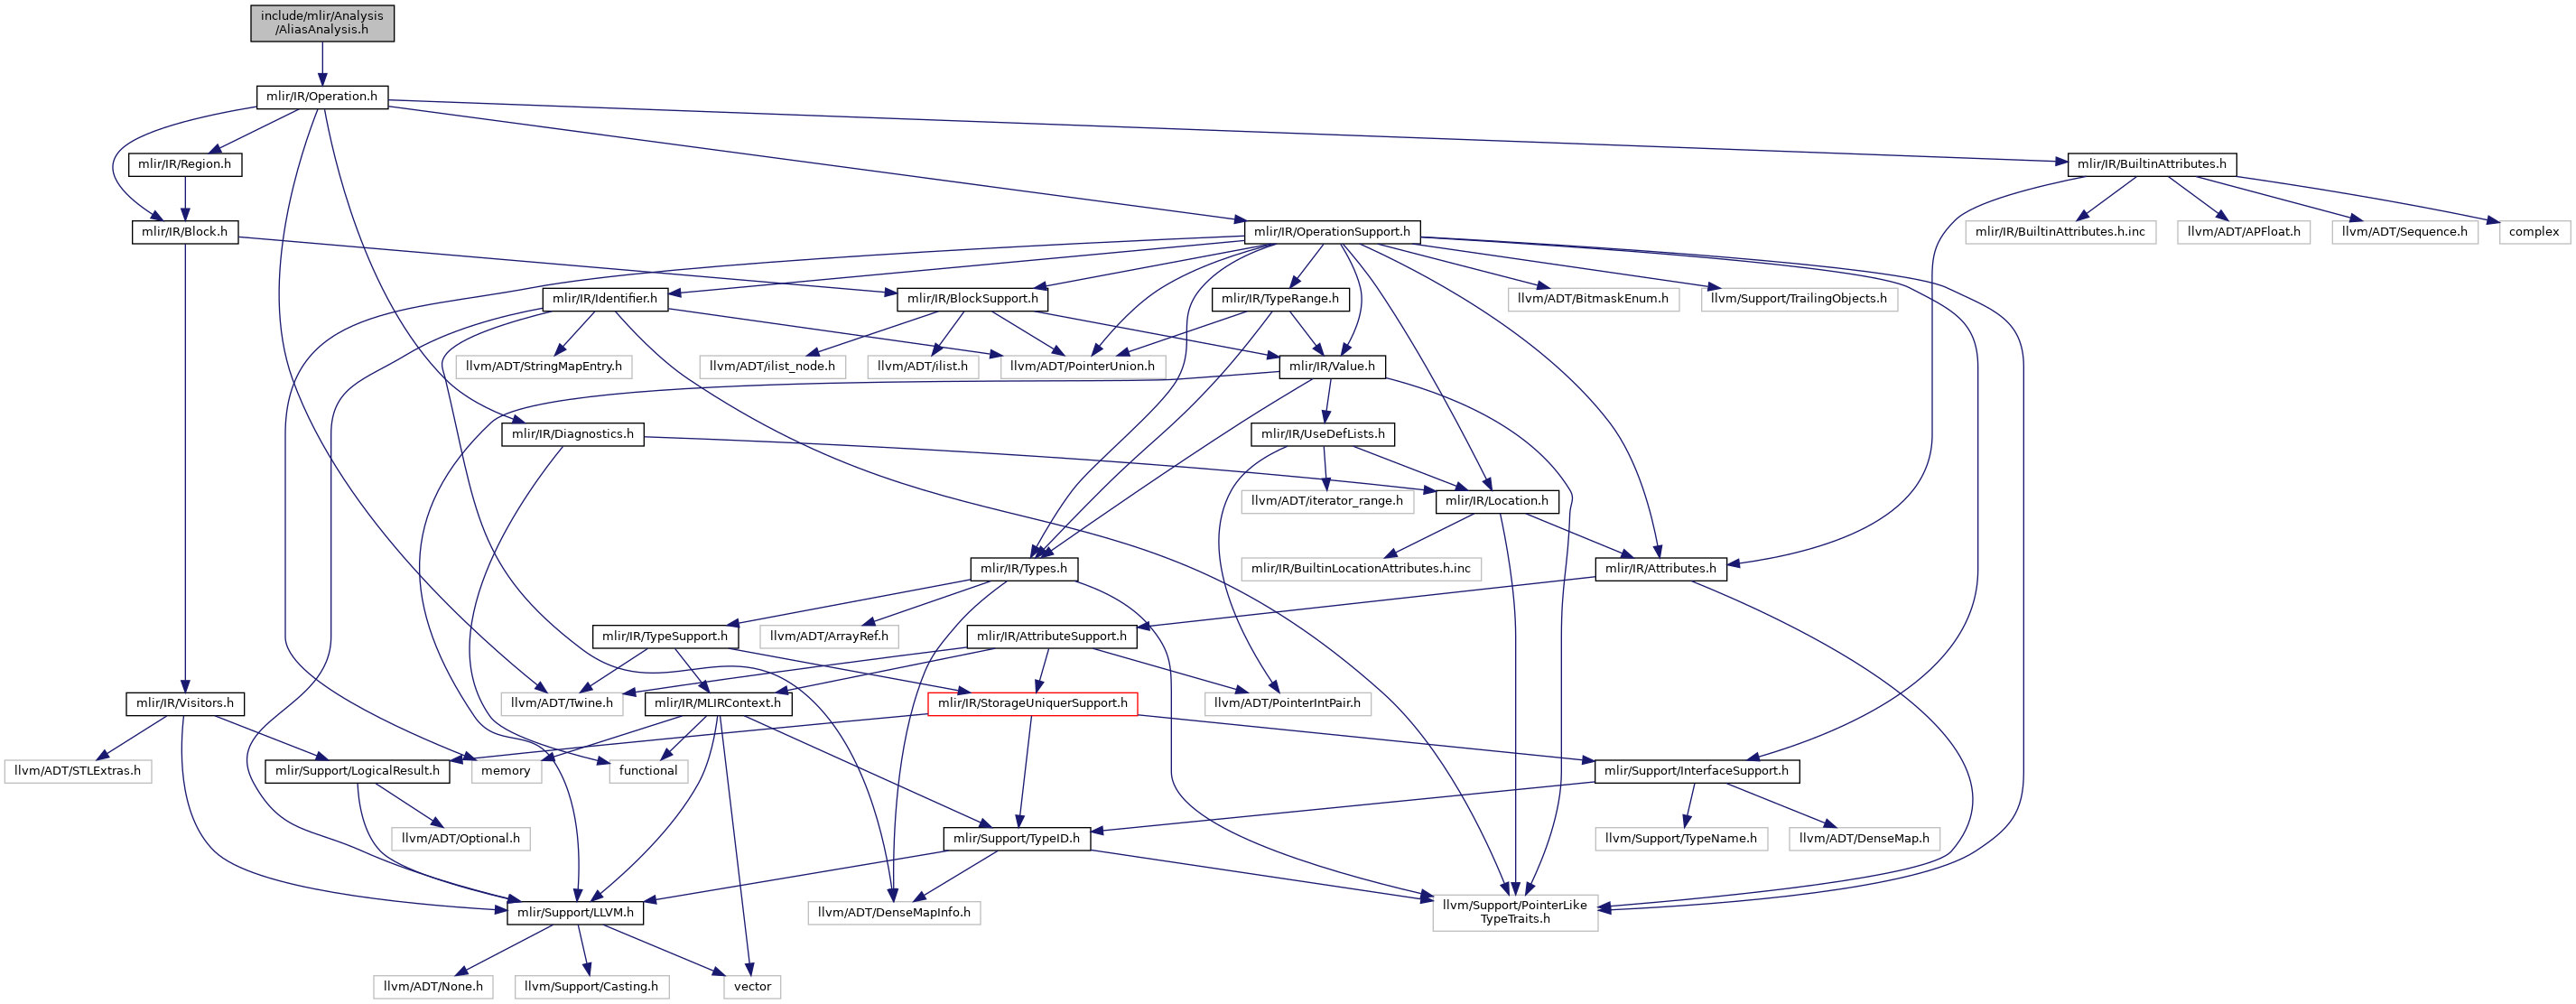 include/mlir/Analysis
/AliasAnalysis.h
mlir/IR/Operation.h
mlir/IR/Region.h
mlir/IR/BuiltinAttributes.h
mlir/IR/Block.h
mlir/IR/OperationSupport.h
mlir/IR/BuiltinAttributes.h.inc
llvm/ADT/APFloat.h
llvm/ADT/Sequence.h
complex
mlir/IR/Identifier.h
mlir/IR/BlockSupport.h
mlir/IR/TypeRange.h
llvm/ADT/BitmaskEnum.h
llvm/Support/TrailingObjects.h
llvm/ADT/StringMapEntry.h
llvm/ADT/ilist_node.h
llvm/ADT/ilist.h
llvm/ADT/PointerUnion.h
mlir/IR/Value.h
mlir/IR/Diagnostics.h
mlir/IR/UseDefLists.h
llvm/ADT/iterator_range.h
mlir/IR/Location.h
mlir/IR/Types.h
mlir/IR/BuiltinLocationAttributes.h.inc
mlir/IR/Attributes.h
mlir/IR/TypeSupport.h
llvm/ADT/ArrayRef.h
mlir/IR/AttributeSupport.h
mlir/IR/Visitors.h
llvm/ADT/Twine.h
mlir/IR/MLIRContext.h
mlir/IR/StorageUniquerSupport.h
llvm/ADT/PointerIntPair.h
llvm/ADT/STLExtras.h
mlir/Support/LogicalResult.h
memory
functional
mlir/Support/InterfaceSupport.h
llvm/ADT/Optional.h
mlir/Support/TypeID.h
llvm/Support/TypeName.h
llvm/ADT/DenseMap.h
mlir/Support/LLVM.h
llvm/ADT/DenseMapInfo.h
llvm/Support/PointerLike
TypeTraits.h
llvm/ADT/None.h
llvm/Support/Casting.h
vector